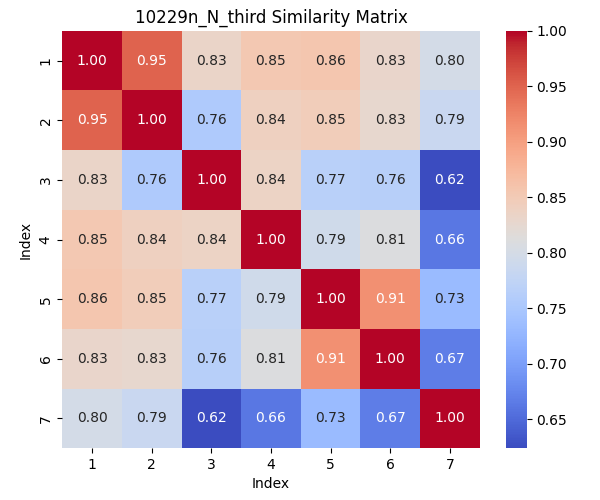 10229n_N_third Similarity Matrix
1 1.00 0.95 0.83 0.85 0.86 0.83 0.80
2 0.95 1.00 0.76 0.84 0.85 0.83 0.79
3 0.83 0.76 1.00 0.84 0.77 0.76 0.62
4 0.85 0.84 0.84 1.00 0.79 0.81 0.66
5 0.86 0.85 0.77 0.79 1.00 0.91 0.73
6 0.83 0.83 0.76 0.81 0.91 1.00 0.67
7 0.80 0.79 0.62 0.66 0.73 0.67 1.00
1 2 3 4 5 6 7
Index
Index
1.00
0.95
0.90
0.85
0.80
0.75
0.70
0.65